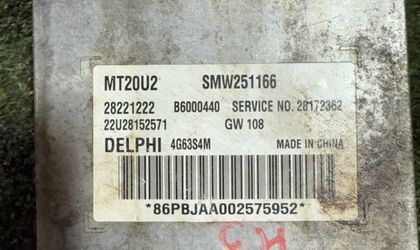 MT20U2 SMW251166
28221222 B6000440 SERVICE NO. 28172362
22U28152571 GW 108
DELPHI 4G63S4M MADE IN CHINA
*86PBJAA002575952*